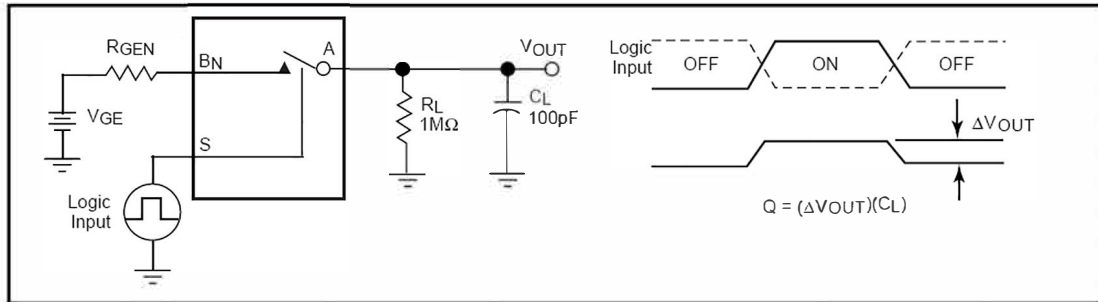 RGEN
BN
A
VOUT
VGE
S
RL
1MΩ
CL
100pF
Logic
Input
Logic
Input
OFF
ON
OFF
ΔVOUT
Q = (ΔVOUT)(CL)